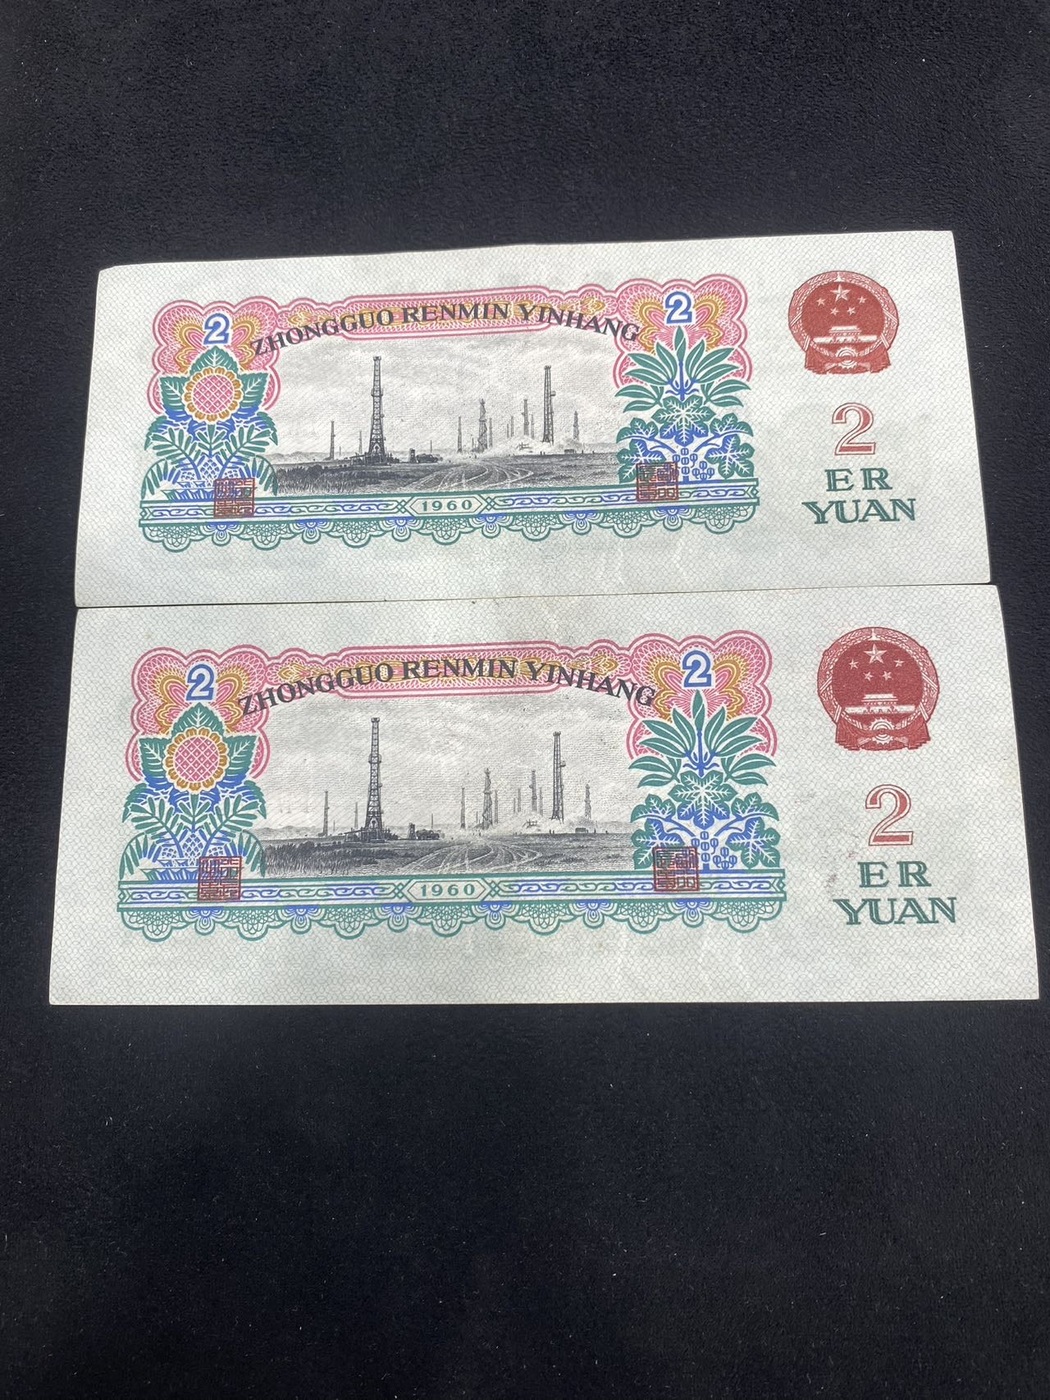 2 ZHONGGUO RENMIN YINHANG 2
1960
2
ER
YUAN
2 ZHONGGUO RENMIN YINHANG 2
1960
2
ER
YUAN